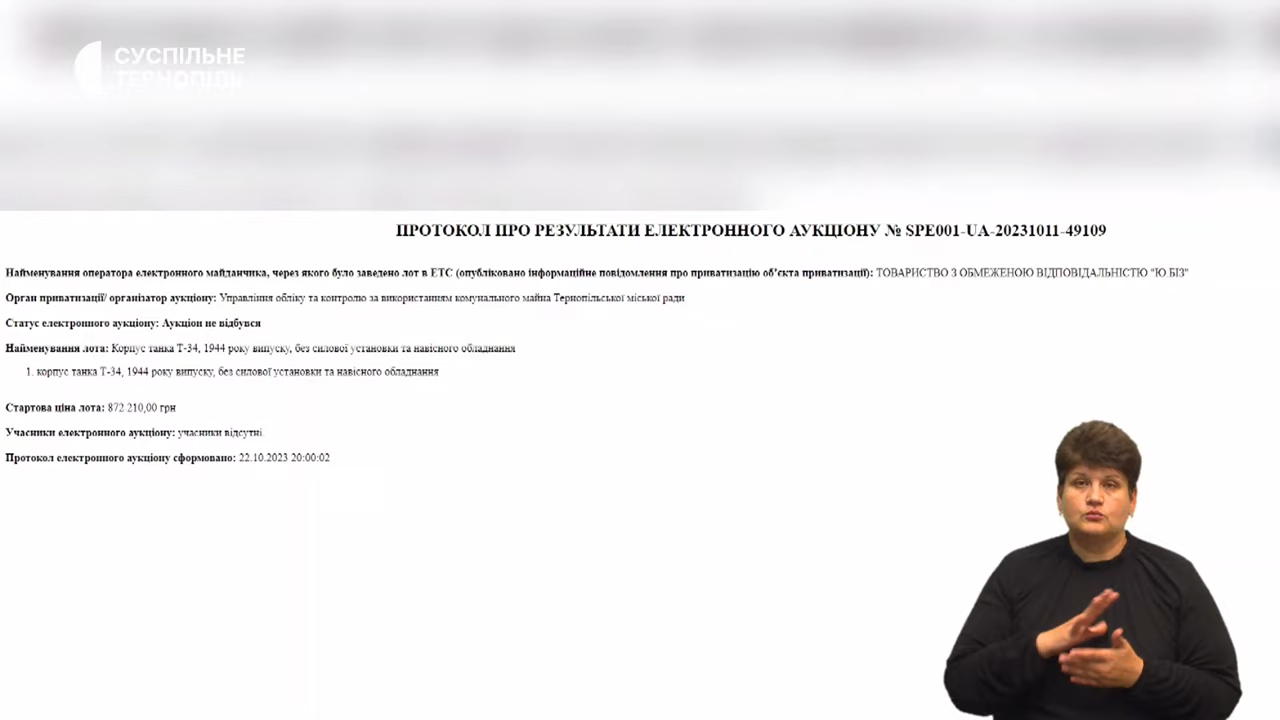 СУСПІЛЬНЕ
ТЕРНОПІЛЬ
ПРОТОКОЛ ПРО РЕЗУЛЬТАТИ ЕЛЕКТРОННОГО АУКЦІОНУ № SPE001-UA-20231011-49109
Найменування оператора електронного майданчика, через якого було заведено лот в ЕТС (опубліковано інформаційне повідомлення про приватизацію об'єкта приватизації): ТОВАРИСТВО З ОБМЕЖЕНОЮ ВІДПОВІДАЛЬНІСТЮ "Ю БІЗ"
Орган приватизації/ організатор аукціону: Управління обліку та контролю за використанням комунального майна Тернопільської міської ради
Статус електронного аукціону: Аукціон не відбувся
Найменування лота: Корпус танка Т-34, 1944 року випуску, без силової установки та навісного обладнання
1. корпус танка Т-34, 1944 року випуску, без силової установки та навісного обладнання
Стартова ціна лота: 872 210,00 грн
Учасники електронного аукціону: учасники відсутні
Протокол електронного аукціону сформовано: 22.10.2023 20:00:02